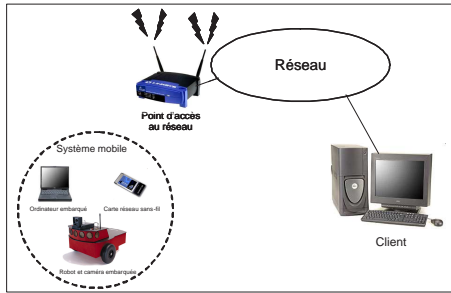 Réseau
Point d'accès
au réseau
Système mobile
Ordinateur embarqué
Carte réseau sans-fil
Robot et caméra embarquée
Client